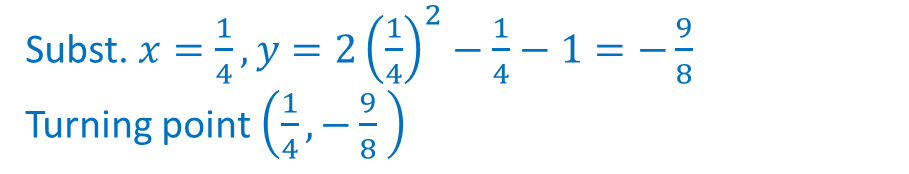 Subst. x = 1/4, y = 2(1/4)² − 1/4 − 1 = −9/8
Turning point (1/4, −9/8)